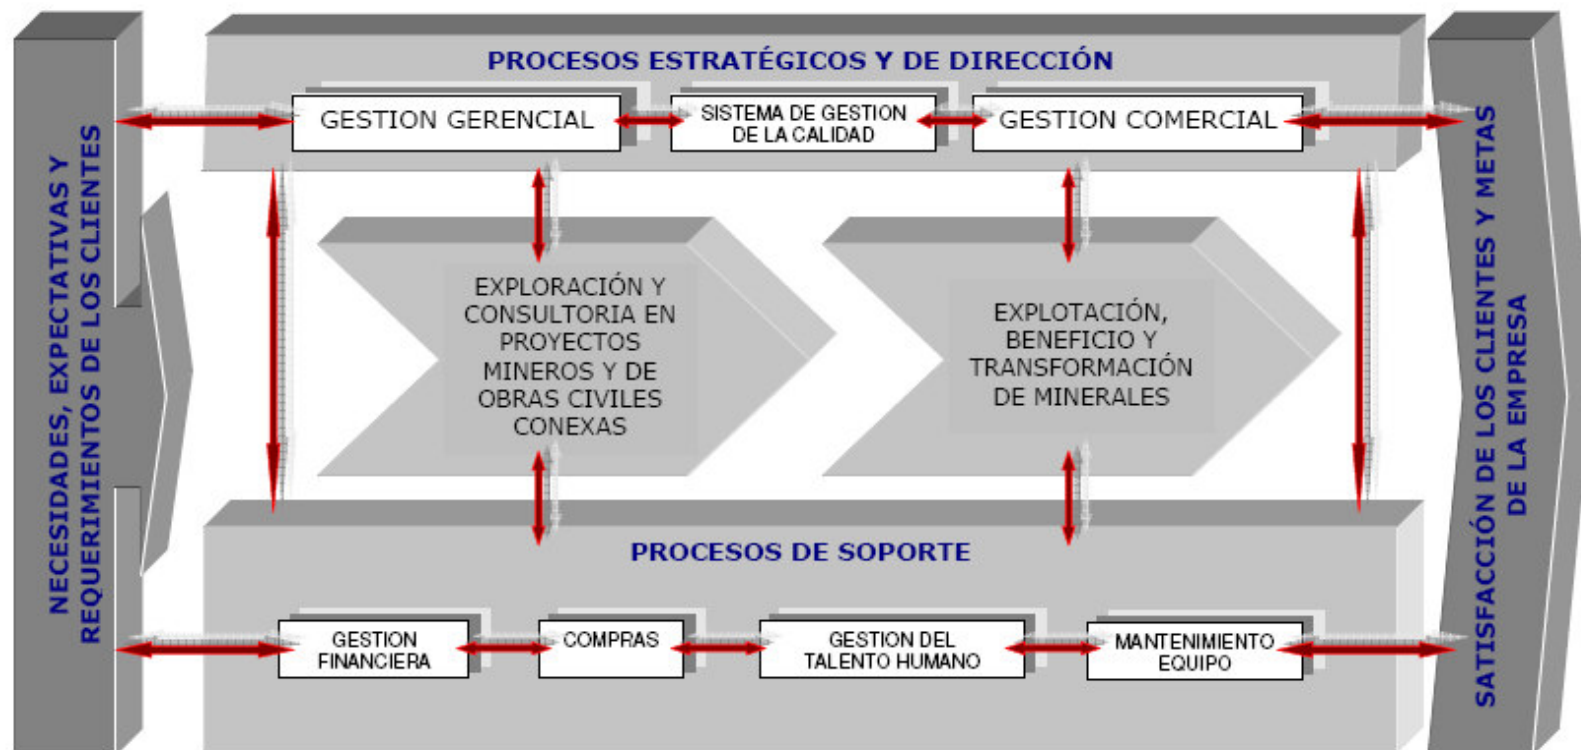 NECESIDADES, EXPECTATIVAS Y
REQUERIMIENTOS DE LOS CLIENTES
PROCESOS ESTRATÉGICOS Y DE DIRECCIÓN
GESTION GERENCIAL
SISTEMA DE GESTION
DE LA CALIDAD
GESTION COMERCIAL
EXPLORACIÓN Y
CONSULTORIA EN
PROYECTOS
MINEROS Y DE
OBRAS CIVILES
CONEXAS
EXPLOTACIÓN,
BENEFICIO Y
TRANSFORMACIÓN
DE MINERALES
PROCESOS DE SOPORTE
GESTION
FINANCIERA
COMPRAS
GESTION DEL
TALENTO HUMANO
MANTENIMIENTO
EQUIPO
SATISFACCIÓN DE LOS CLIENTES Y METAS
DE LA EMPRESA